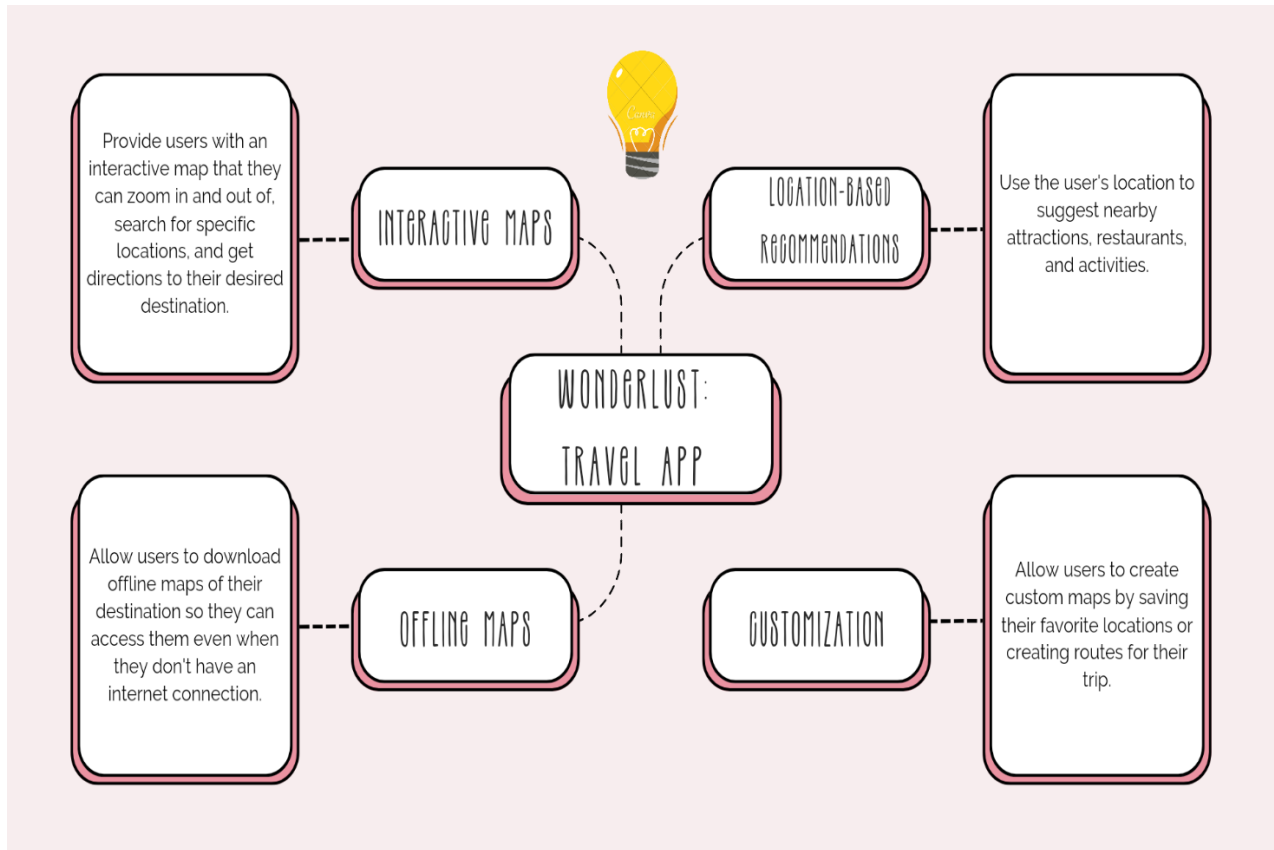 Provide users with an
interactive map that they
can zoom in and out of,
search for specific
locations, and get
directions to their desired
destination.
INTERACTIVE MAPS
Canva
LOCATION-BASED
RECOMMENDATIONS
Use the user's location to
suggest nearby
attractions, restaurants,
and activities.
WONDERLUST:
TRAVEL APP
Allow users to download
offline maps of their
destination so they can
access them even when
they don't have an
internet connection.
OFFLINE MAPS
CUSTOMIZATION
Allow users to create
custom maps by saving
their favorite locations or
creating routes for their
trip.